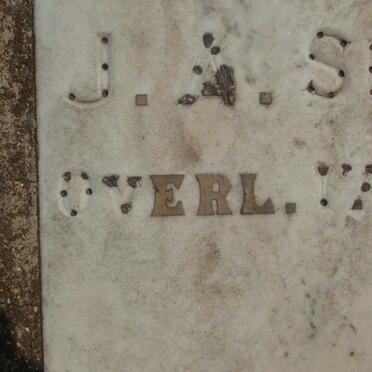 J. A. S
OVERL. V